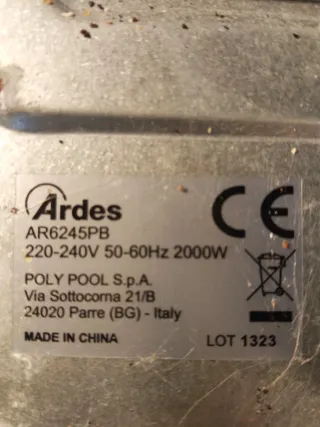 Ardes
AR6245PB
220-240V 50-60Hz 2000W
POLY POOL S.p.A.
Via Sottocorna 21/B
24020 Parre (BG) - Italy
MADE IN CHINA
LOT 1323
CE